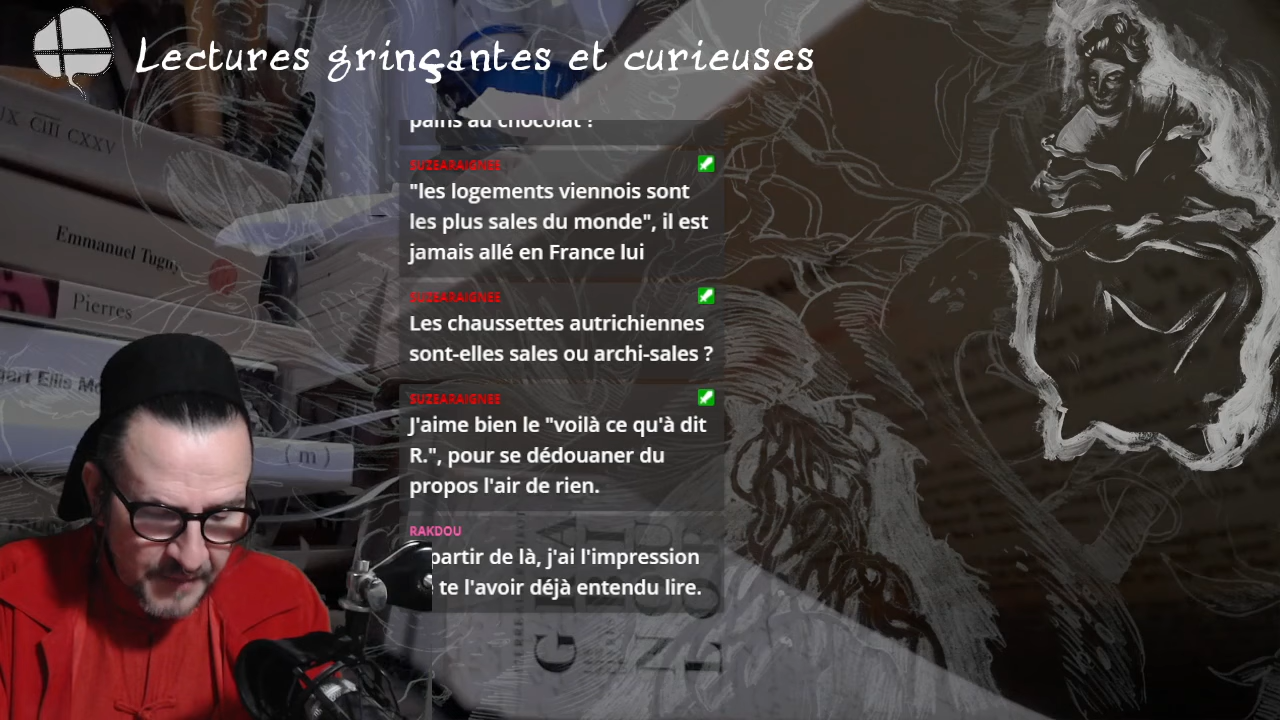 Lectures grinçantes et curieuses
pains au chocolat !
UX CIII CXXV
SUZEARAIGNEE
"les logements viennois sont
les plus sales du monde", il est
jamais allé en France lui
Emmanuel Tugny
Pierres
SUZEARAIGNEE
Les chaussettes autrichiennes
sont-elles sales ou archi-sales ?
SUZEARAIGNEE
J'aime bien le "voilà ce qu'à dit
R.", pour se dédouaner du
propos l'air de rien.
( m )
RAKDOU
partir de là, j'ai l'impression
te l'avoir déjà entendu lire.